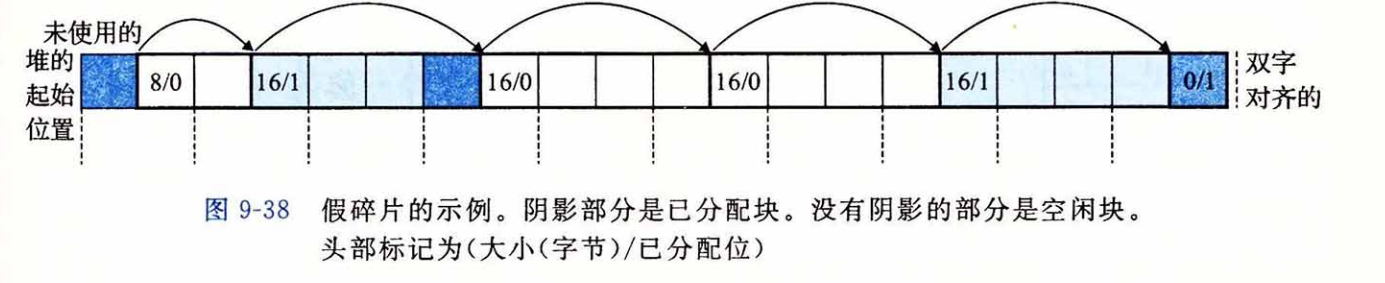 未使用的
堆的
起始
位置
8/0
16/1
16/0
16/0
16/1
0/1
双字
对齐的
图 9-38 假碎片的示例。阴影部分是已分配块。没有阴影的部分是空闲块。
头部标记为(大小(字节)/已分配位)